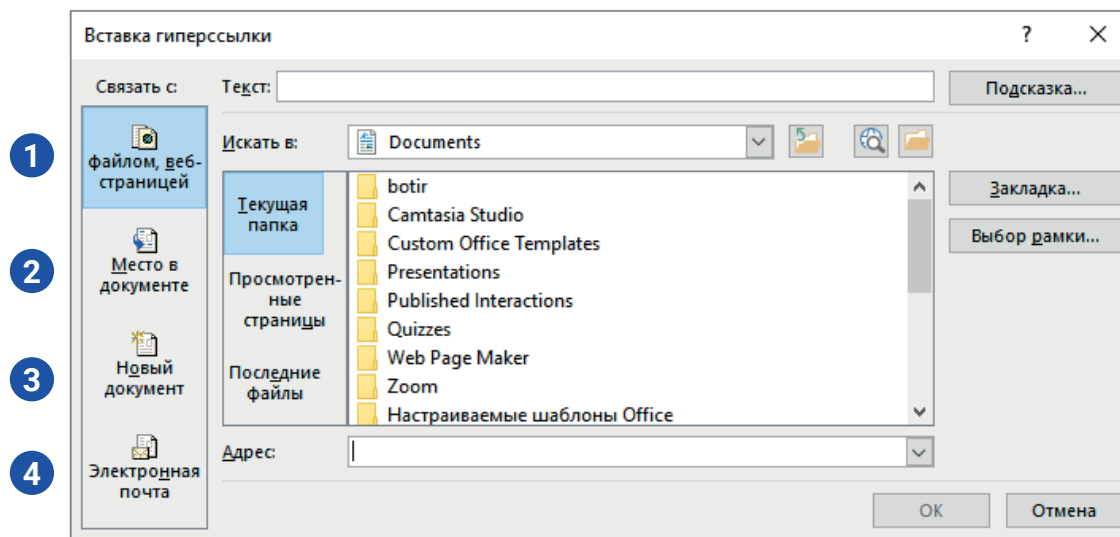 Вставка гиперссылки
?
Связать с:
Текст:
Подсказка...
1
файлом, веб-
страницей
Искать в:
Documents
Текущая
папка
botir
Camtasia Studio
Custom Office Templates
Presentations
Published Interactions
Quizzes
Web Page Maker
Zoom
Настраиваемые шаблоны Office
Закладка...
Выбор рамки...
2
Место в
документе
Просмотрен-
ные
страницы
3
Новый
документ
Последние
файлы
4
Электронная
почта
Адрес:
ОК
Отмена